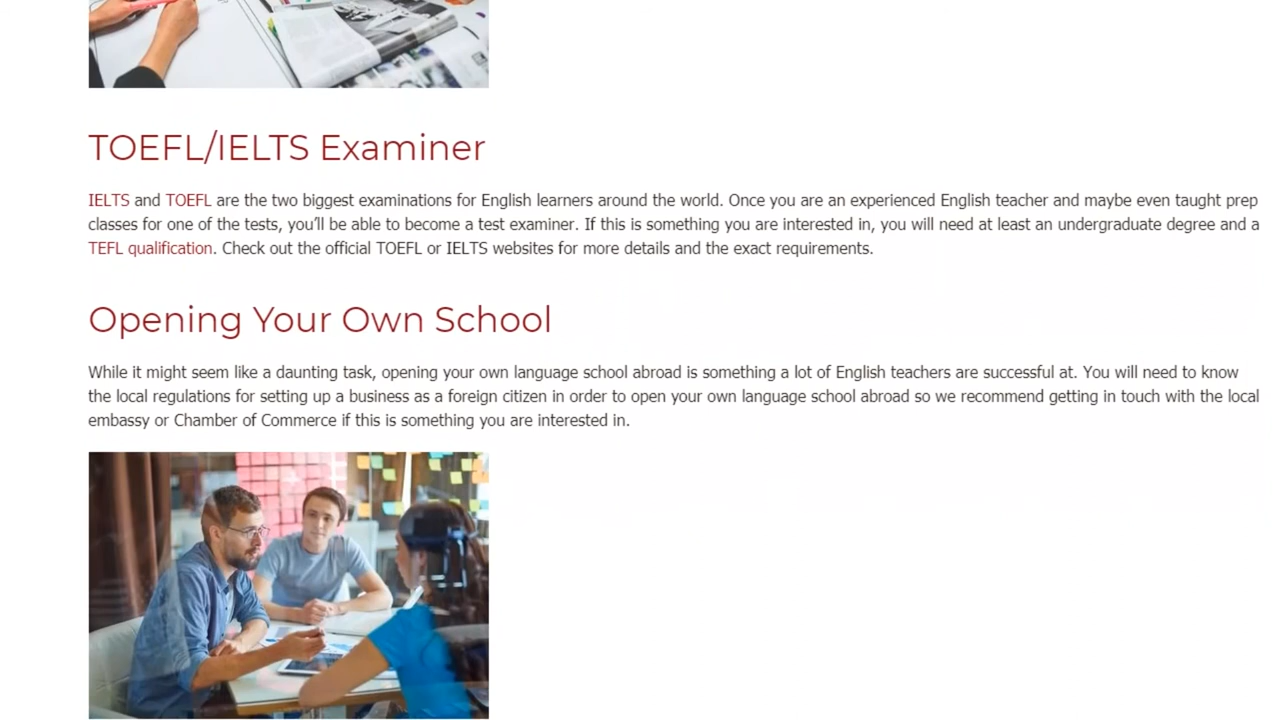 TOEFL/IELTS Examiner
IELTS and TOEFL are the two biggest examinations for English learners around the world. Once you are an experienced English teacher and maybe even taught prep
classes for one of the tests, you’ll be able to become a test examiner. If this is something you are interested in, you will need at least an undergraduate degree and a
TEFL qualification. Check out the official TOEFL or IELTS websites for more details and the exact requirements.
Opening Your Own School
While it might seem like a daunting task, opening your own language school abroad is something a lot of English teachers are successful at. You will need to know
the local regulations for setting up a business as a foreign citizen in order to open your own language school abroad so we recommend getting in touch with the local
embassy or Chamber of Commerce if this is something you are interested in.